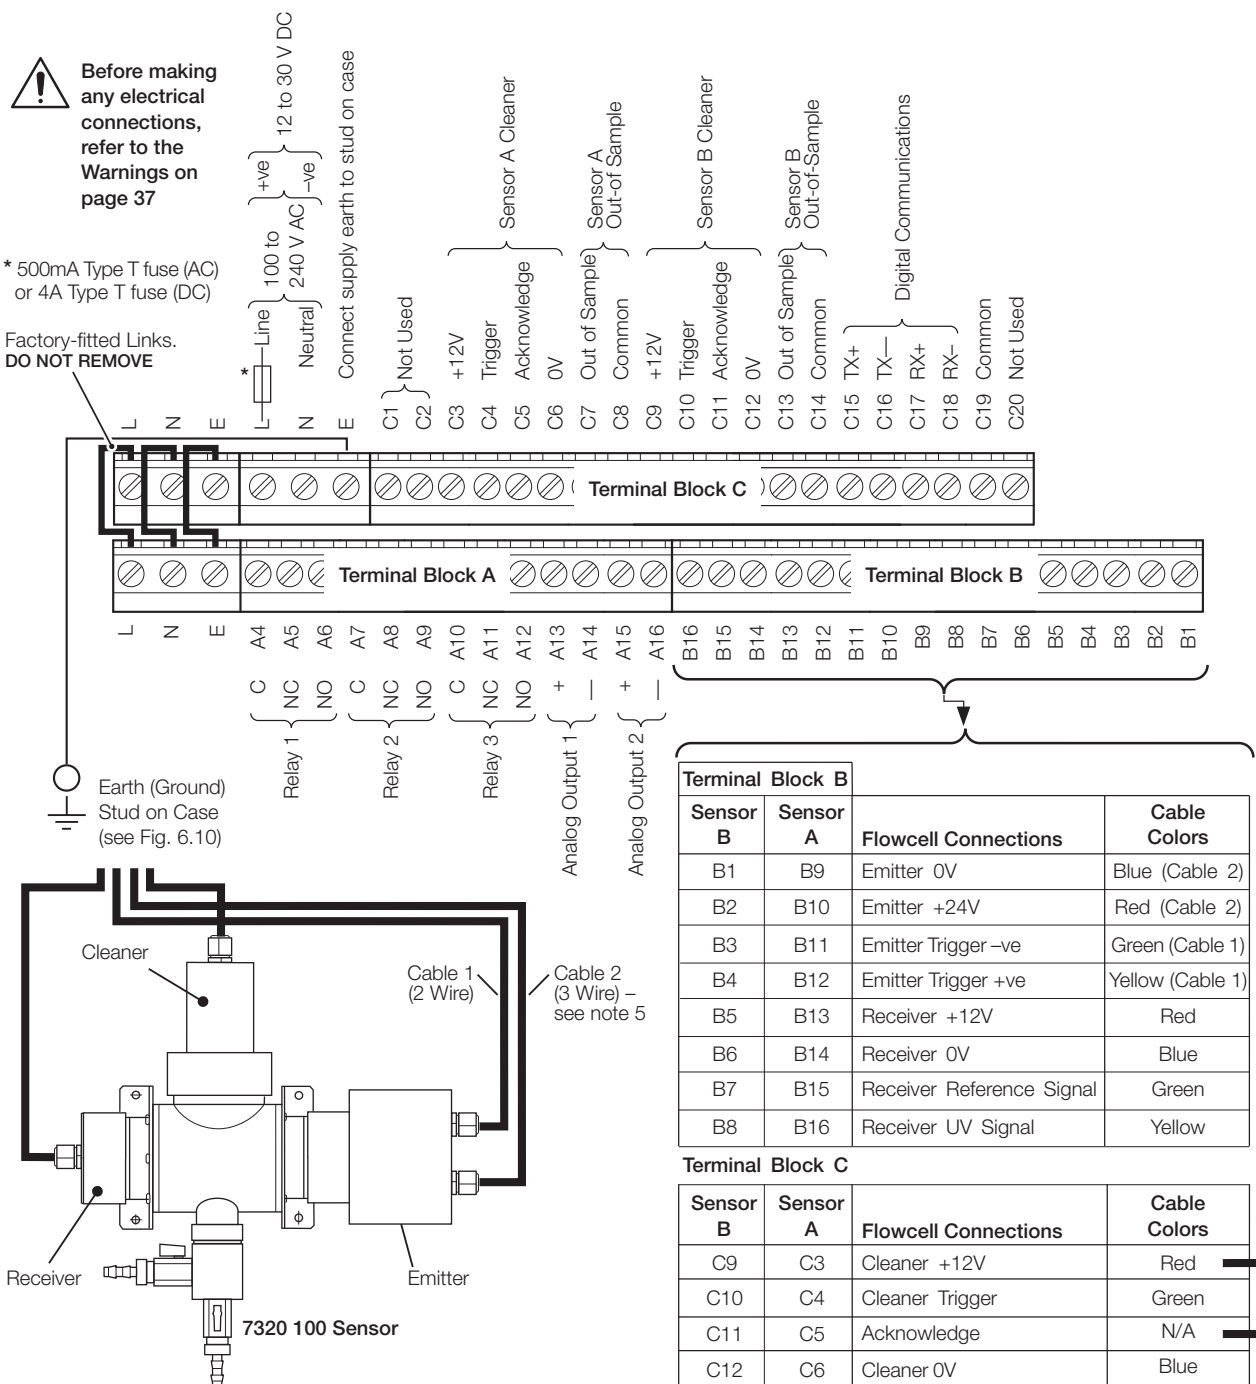 Before making
any electrical
connections,
refer to the
Warnings on
page 37
* 500mA Type T fuse (AC)
or 4A Type T fuse (DC)
Factory-fitted Links.
DO NOT REMOVE
12 to 30 V DC
+ve
–ve
100 to
240 V AC
Line
Neutral
Connect supply earth to stud on case
*
Not Used
Sensor A Cleaner
+12V
Trigger
Acknowledge
0V
Sensor A
Out-of Sample
Out of Sample
Common
Sensor B Cleaner
+12V
Trigger
Acknowledge
0V
Sensor B
Out-of-Sample
Out of Sample
Common
Digital Communications
TX+
TX—
RX+
RX–
Common
Not Used
L N E L N E C1 C2 C3 C4 C5 C6 C7 C8 C9 C10 C11 C12 C13 C14 C15 C16 C17 C18 C19 C20
Terminal Block C
Terminal Block A
Terminal Block B
L N E A4 A5 A6 A7 A8 A9 A10 A11 A12 A13 A14 A15 A16 B16 B15 B14 B13 B12 B11 B10 B9 B8 B7 B6 B5 B4 B3 B2 B1
C NC NO C NC NO C NC NO + — + —
Relay 1
Relay 2
Relay 3
Analog Output 1
Analog Output 2
Earth (Ground)
Stud on Case
(see Fig. 6.10)
Cleaner
Cable 1
(2 Wire)
Cable 2
(3 Wire) –
see note 5
Receiver
Emitter
7320 100 Sensor
Terminal Block B
Sensor B Sensor A Flowcell Connections Cable Colors
B1 B9 Emitter 0V Blue (Cable 2)
B2 B10 Emitter +24V Red (Cable 2)
B3 B11 Emitter Trigger –ve Green (Cable 1)
B4 B12 Emitter Trigger +ve Yellow (Cable 1)
B5 B13 Receiver +12V Red
B6 B14 Receiver 0V Blue
B7 B15 Receiver Reference Signal Green
B8 B16 Receiver UV Signal Yellow
Terminal Block C
Sensor B Sensor A Flowcell Connections Cable Colors
C9 C3 Cleaner +12V Red
C10 C4 Cleaner Trigger Green
C11 C5 Acknowledge N/A
C12 C6 Cleaner 0V Blue